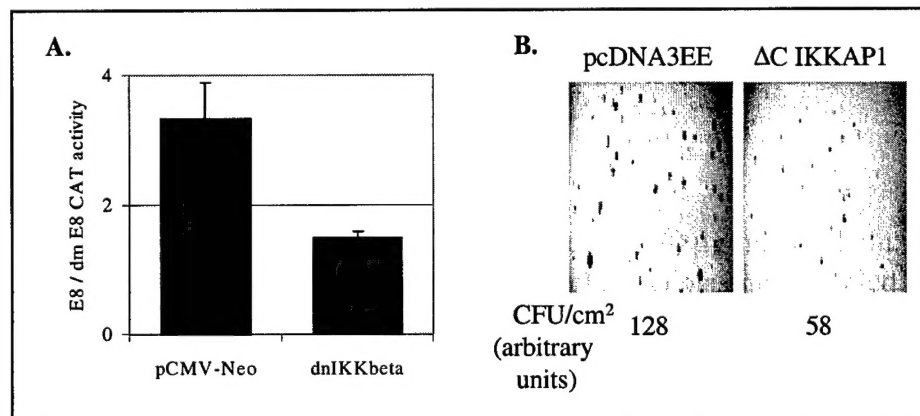 A.
E8 / dm E8 CAT activity
4
2
0
pCMV-Neo
dnIKKbeta
B.
pcDNA3EE
ΔC IKKAP1
CFU/cm²
(arbitrary
units)
128
58